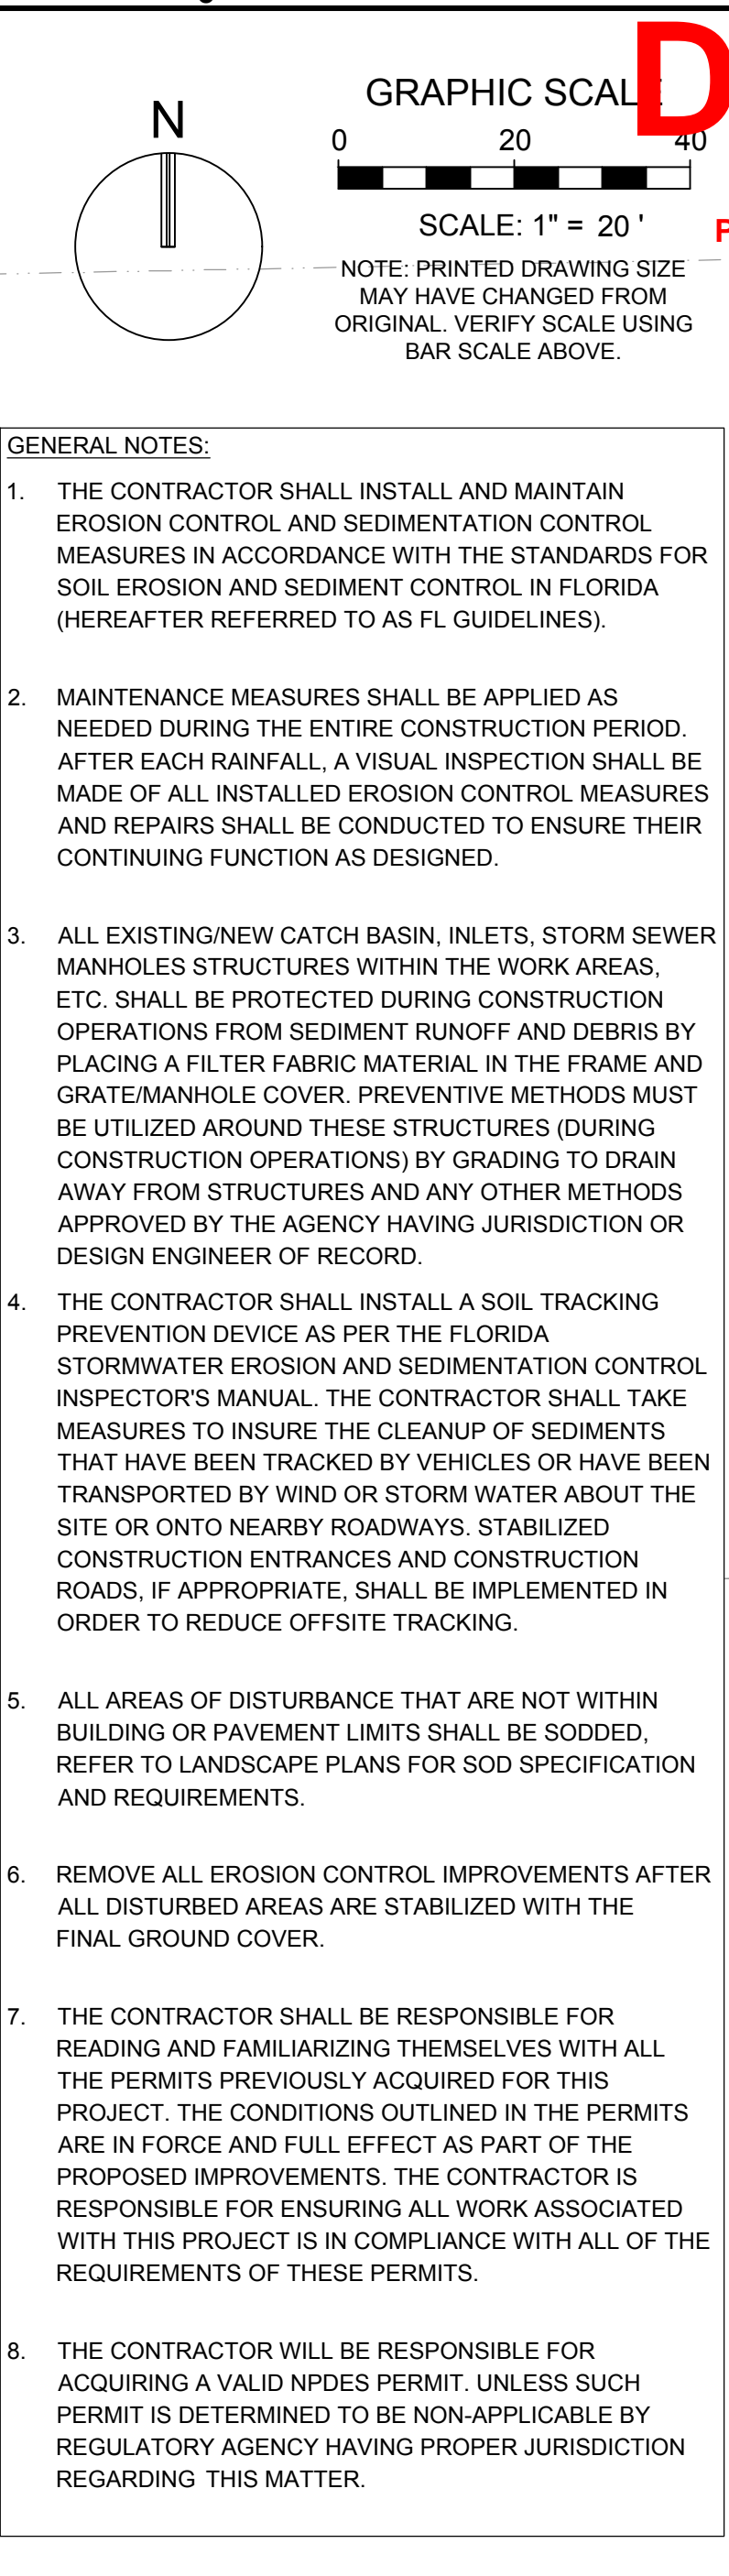 N
GRAPHIC SCALE
D
0 20 40
SCALE: 1" = 20 '
P
NOTE: PRINTED DRAWING SIZE
MAY HAVE CHANGED FROM
ORIGINAL. VERIFY SCALE USING
BAR SCALE ABOVE.
GENERAL NOTES:
1. THE CONTRACTOR SHALL INSTALL AND MAINTAIN
EROSION CONTROL AND SEDIMENTATION CONTROL
MEASURES IN ACCORDANCE WITH THE STANDARDS FOR
SOIL EROSION AND SEDIMENT CONTROL IN FLORIDA
(HEREAFTER REFERRED TO AS FL GUIDELINES).
2. MAINTENANCE MEASURES SHALL BE APPLIED AS
NEEDED DURING THE ENTIRE CONSTRUCTION PERIOD.
AFTER EACH RAINFALL, A VISUAL INSPECTION SHALL BE
MADE OF ALL INSTALLED EROSION CONTROL MEASURES
AND REPAIRS SHALL BE CONDUCTED TO ENSURE THEIR
CONTINUING FUNCTION AS DESIGNED.
3. ALL EXISTING/NEW CATCH BASIN, INLETS, STORM SEWER
MANHOLES STRUCTURES WITHIN THE WORK AREAS,
ETC. SHALL BE PROTECTED DURING CONSTRUCTION
OPERATIONS FROM SEDIMENT RUNOFF AND DEBRIS BY
PLACING A FILTER FABRIC MATERIAL IN THE FRAME AND
GRATE/MANHOLE COVER. PREVENTIVE METHODS MUST
BE UTILIZED AROUND THESE STRUCTURES (DURING
CONSTRUCTION OPERATIONS) BY GRADING TO DRAIN
AWAY FROM STRUCTURES AND ANY OTHER METHODS
APPROVED BY THE AGENCY HAVING JURISDICTION OR
DESIGN ENGINEER OF RECORD.
4. THE CONTRACTOR SHALL INSTALL A SOIL TRACKING
PREVENTION DEVICE AS PER THE FLORIDA
STORMWATER EROSION AND SEDIMENTATION CONTROL
INSPECTOR'S MANUAL. THE CONTRACTOR SHALL TAKE
MEASURES TO INSURE THE CLEANUP OF SEDIMENTS
THAT HAVE BEEN TRACKED BY VEHICLES OR HAVE BEEN
TRANSPORTED BY WIND OR STORM WATER ABOUT THE
SITE OR ONTO NEARBY ROADWAYS. STABILIZED
CONSTRUCTION ENTRANCES AND CONSTRUCTION
ROADS, IF APPROPRIATE, SHALL BE IMPLEMENTED IN
ORDER TO REDUCE OFFSITE TRACKING.
5. ALL AREAS OF DISTURBANCE THAT ARE NOT WITHIN
BUILDING OR PAVEMENT LIMITS SHALL BE SODDED,
REFER TO LANDSCAPE PLANS FOR SOD SPECIFICATION
AND REQUIREMENTS.
6. REMOVE ALL EROSION CONTROL IMPROVEMENTS AFTER
ALL DISTURBED AREAS ARE STABILIZED WITH THE
FINAL GROUND COVER.
7. THE CONTRACTOR SHALL BE RESPONSIBLE FOR
READING AND FAMILIARIZING THEMSELVES WITH ALL
THE PERMITS PREVIOUSLY ACQUIRED FOR THIS
PROJECT. THE CONDITIONS OUTLINED IN THE PERMITS
ARE IN FORCE AND FULL EFFECT AS PART OF THE
PROPOSED IMPROVEMENTS. THE CONTRACTOR IS
RESPONSIBLE FOR ENSURING ALL WORK ASSOCIATED
WITH THIS PROJECT IS IN COMPLIANCE WITH ALL OF THE
REQUIREMENTS OF THESE PERMITS.
8. THE CONTRACTOR WILL BE RESPONSIBLE FOR
ACQUIRING A VALID NPDES PERMIT. UNLESS SUCH
PERMIT IS DETERMINED TO BE NON-APPLICABLE BY
REGULATORY AGENCY HAVING PROPER JURISDICTION
REGARDING THIS MATTER.